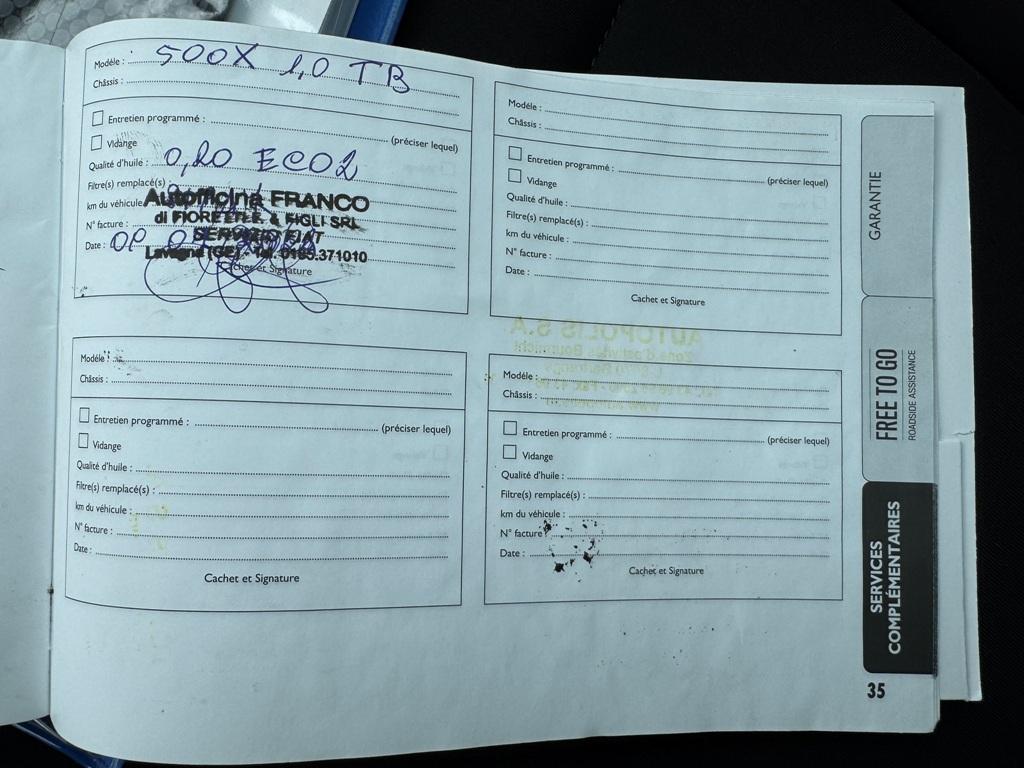 Modéle : 500X 1,0 TB
Châssis :
Entretien programmé :
(préciser lequel)
Vidange
Qualité d'huile : 0,20 ECO2
Filtre(s) remplacé(s)
km du véhicule
Autofficina FRANCO
di FIORE
& FIGLI SRL
N° facture :
SERVIZIO FIAT
Date :
Lavagna (GE) - Tel. 0185.371010
Cachet et Signature
Modèle :
Châssis :
Entretien programmé :
(préciser lequel)
Vidange
Qualité d'huile :
Filtre(s) remplacé(s) :
km du véhicule :
N° facture :
Date :
Cachet et Signature
Modèle :
Châssis :
Entretien programmé :
(préciser lequel)
Vidange
Qualité d'huile :
Filtre(s) remplacé(s) :
km du véhicule :
N° facture :
Date :
Cachet et Signature
Modèle :
Châssis :
Entretien programmé :
(préciser lequel)
Vidange
Qualité d'huile :
Filtre(s) remplacé(s) :
km du véhicule :
N° facture
Date :
Cachet et Signature
GARANTIE
FREE TO GO
ROADSIDE ASSISTANCE
SERVICES
COMPLÉMENTAIRES
35